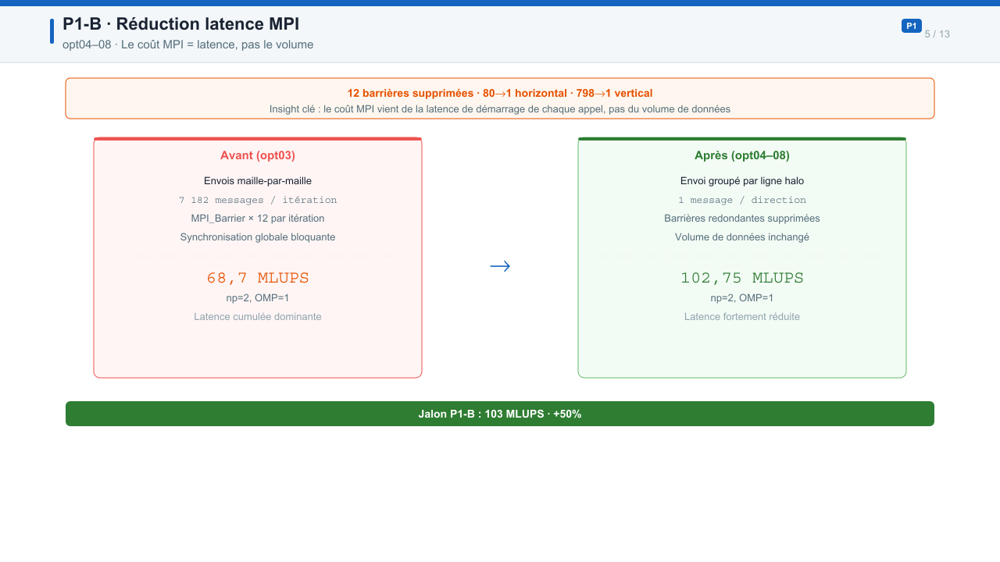 P1-B · Réduction latence MPI
opt04–08 · Le coût MPI = latence, pas le volume
P1
5 / 13
12 barrières supprimées · 80→1 horizontal · 798→1 vertical
Insight clé : le coût MPI vient de la latence de démarrage de chaque appel, pas du volume de données
Avant (opt03)
Envois maille-par-maille
7 182 messages / itération
MPI_Barrier × 12 par itération
Synchronisation globale bloquante
68,7 MLUPS
np=2, OMP=1
Latence cumulée dominante
→
Après (opt04–08)
Envoi groupé par ligne halo
1 message / direction
Barrières redondantes supprimées
Volume de données inchangé
102,75 MLUPS
np=2, OMP=1
Latence fortement réduite
Jalon P1-B : 103 MLUPS · +50%